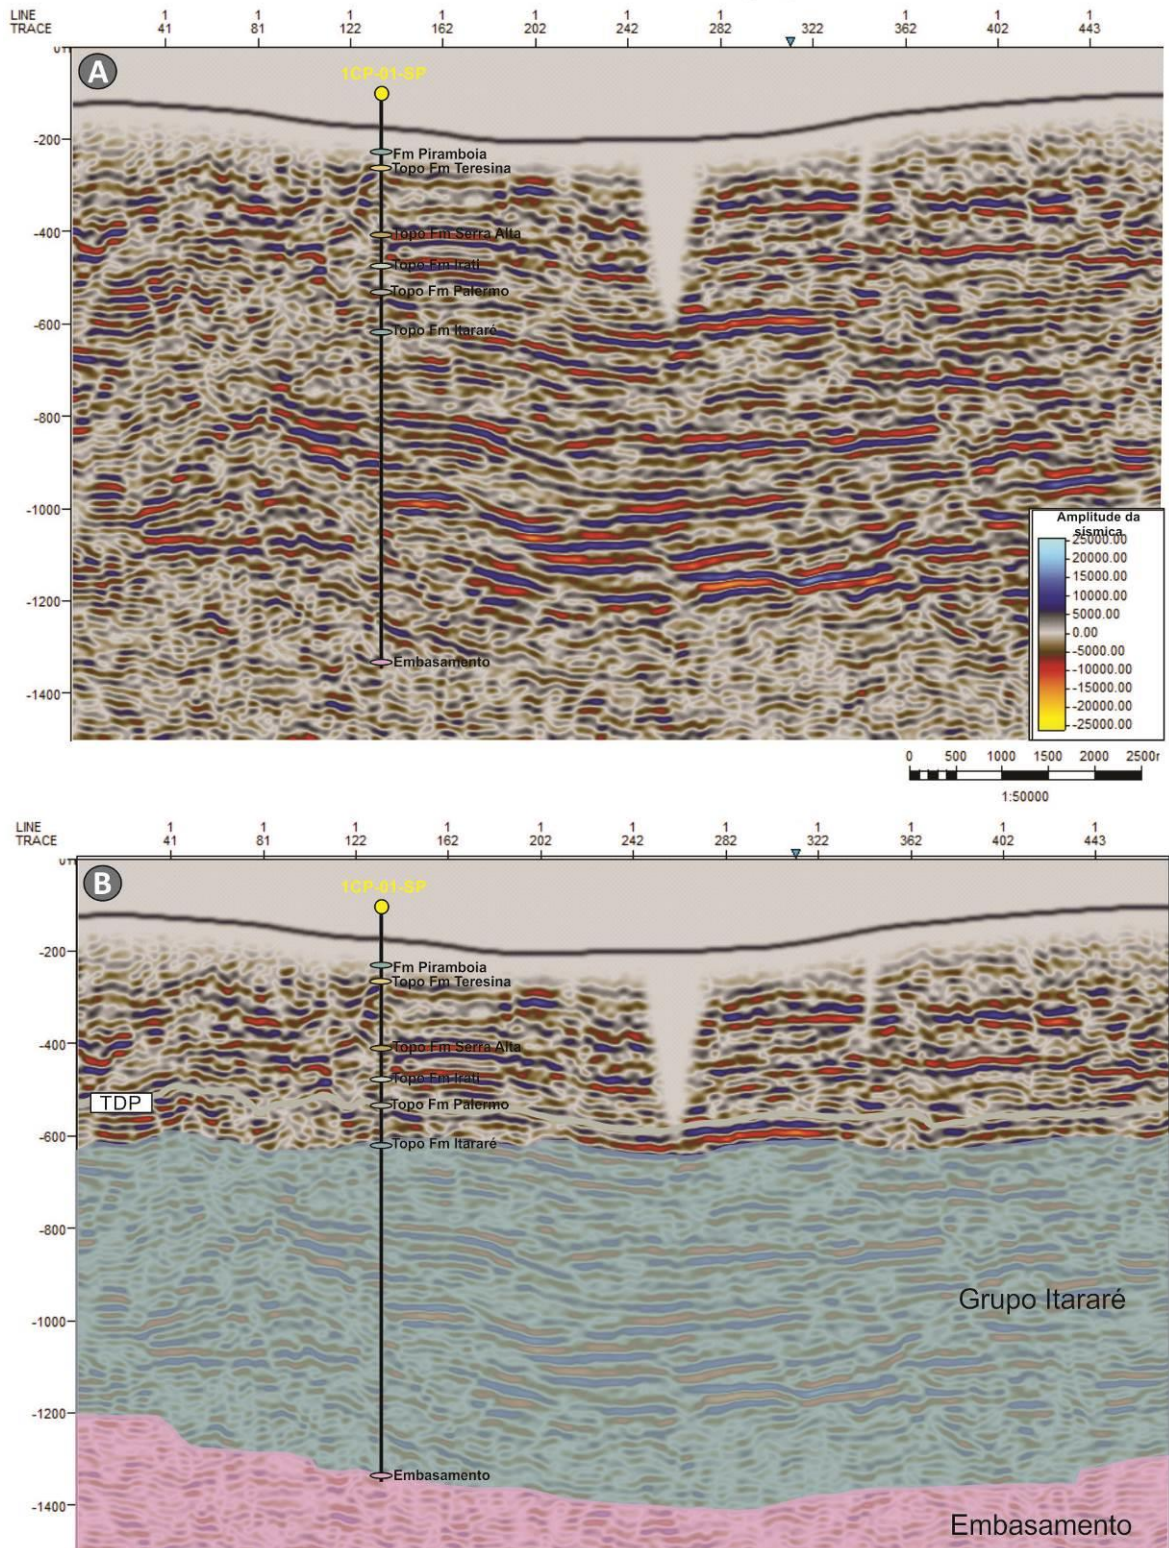 LINE 1 1 1 1 1 1 1 1 1 1 1
TRACE 41 81 122 162 202 242 282 322 362 402 443
A
1CP-01-SP
-200
Fm Piramboia
Topo Fm Teresina
-400
Topo Fm Serra Alta
Topo Fm Irati
Topo Fm Palermo
-600
Topo Fm Itararé
-800
-1000
-1200
Embasamento
-1400
Amplitude da
sísmica
25000.00
20000.00
15000.00
10000.00
5000.00
0.00
-5000.00
-10000.00
-15000.00
-20000.00
-25000.00
0 500 1000 1500 2000 2500
1:50000
LINE 1 1 1 1 1 1 1 1 1 1 1
TRACE 41 81 122 162 202 242 282 322 362 402 443
B
1CP-01-SP
-200
Fm Piramboia
Topo Fm Teresina
-400
Topo Fm Serra Alta
Topo Fm Irati
TDP
Topo Fm Palermo
-600
Topo Fm Itararé
-800
Grupo Itararé
-1000
-1200
Embasamento
-1400
Embasamento